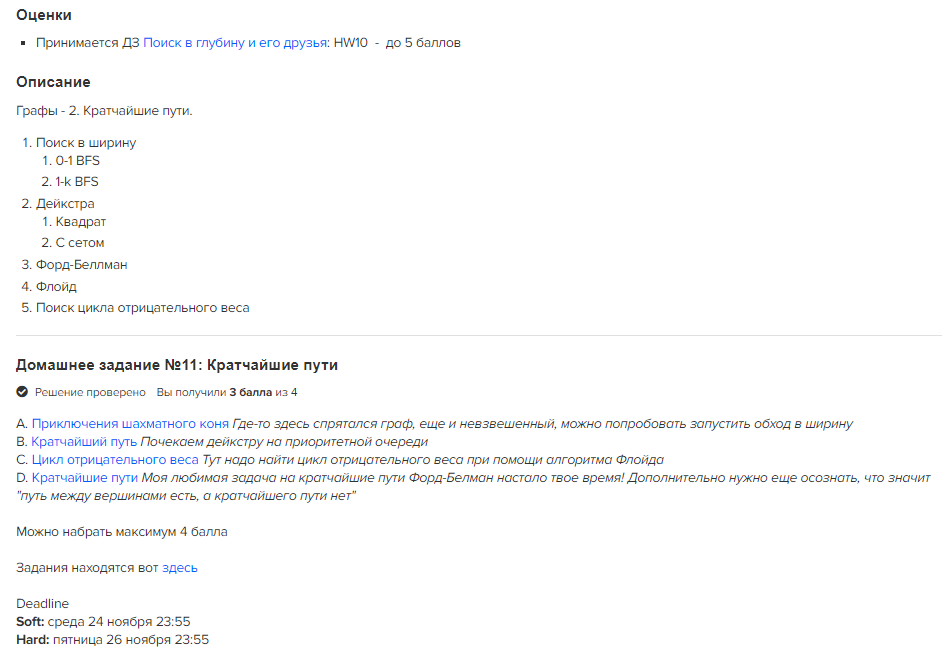 Оценки
Принимается ДЗ Поиск в глубину и его друзья: HW10 - до 5 баллов
Описание
Графы - 2. Кратчайшие пути.
1. Поиск в ширину
1. 0-1 BFS
2. 1-k BFS
2. Дейкстра
1. Квадрат
2. С сетом
3. Форд-Беллман
4. Флойд
5. Поиск цикла отрицательного веса
Домашнее задание №11: Кратчайшие пути
Решение проверено Вы получили 3 балла из 4
A. Приключения шахматного коня Где-то здесь спрятался граф, еще и невзвешенный, можно попробовать запустить обход в ширину
B. Кратчайший путь Почекаем дейкстру на приоритетной очереди
C. Цикл отрицательного веса Тут надо найти цикл отрицательного веса при помощи алгоритма Флойда
D. Кратчайшие пути Моя любимая задача на кратчайшие пути Форд-Белман настало твое время! Дополнительно нужно еще осознать, что значит
"путь между вершинами есть, а кратчайшего пути нет"
Можно набрать максимум 4 балла
Задания находятся вот здесь
Deadline
Soft: среда 24 ноября 23:55
Hard: пятница 26 ноября 23:55